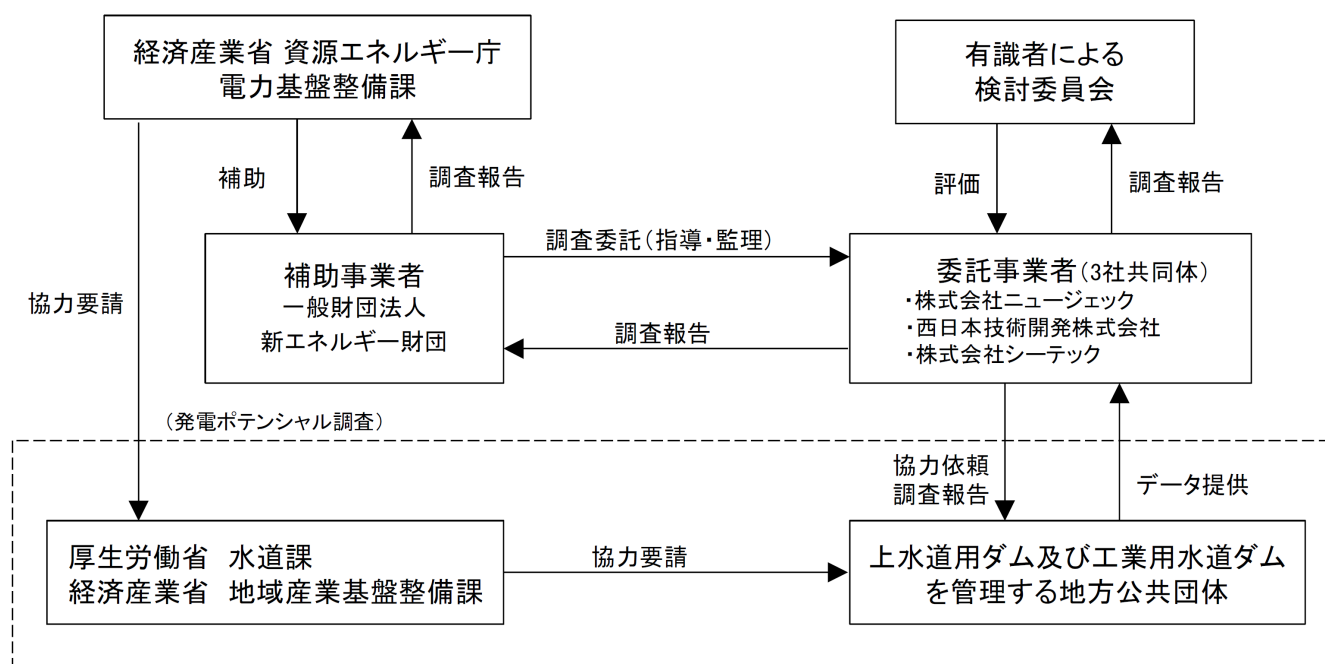 経済産業省 資源エネルギー庁
電力基盤整備課
有識者による
検討委員会
補助
調査報告
評価
調査報告
協力要請
補助事業者
一般財団法人
新エネルギー財団
調査委託(指導・監理)
調査報告
委託事業者(3社共同体)
・株式会社ニュージェック
・西日本技術開発株式会社
・株式会社シーテック
(発電ポテンシャル調査)
協力依頼
調査報告
データ提供
厚生労働省 水道課
経済産業省 地域産業基盤整備課
協力要請
上水道用ダム及び工業用水道ダム
を管理する地方公共団体